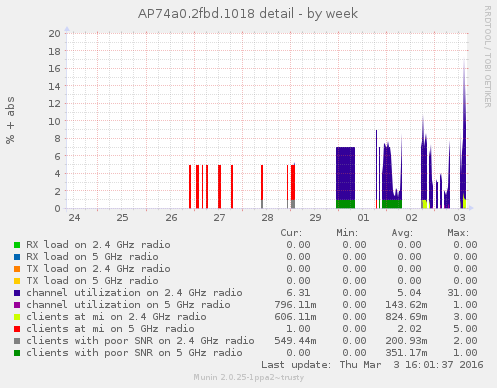 AP74a0.2fbd.1018 detail - by week
RRDTOOL / TOBI OETIKER
% + abs
20
18
16
14
12
10
8
6
4
2
0
24 25 26 27 28 29 01 02 03
Cur: Min: Avg: Max:
RX load on 2.4 GHz radio 0.00 0.00 0.00 0.00
RX load on 5 GHz radio 0.00 0.00 0.00 0.00
TX load on 2.4 GHz radio 0.00 0.00 0.00 0.00
TX load on 5 GHz radio 0.00 0.00 0.00 0.00
channel utilization on 2.4 GHz radio 6.31 0.00 5.04 31.00
channel utilization on 5 GHz radio 796.11m 0.00 143.62m 1.00
clients at mi on 2.4 GHz radio 606.11m 0.00 824.69m 3.00
clients at mi on 5 GHz radio 1.00 0.00 2.02 5.00
clients with poor SNR on 2.4 GHz radio 549.44m 0.00 200.93m 2.00
clients with poor SNR on 5 GHz radio 0.00 0.00 351.17m 1.00
Last update: Thu Mar 3 16:01:37 2016
Munin 2.0.25-1ppa2~trusty